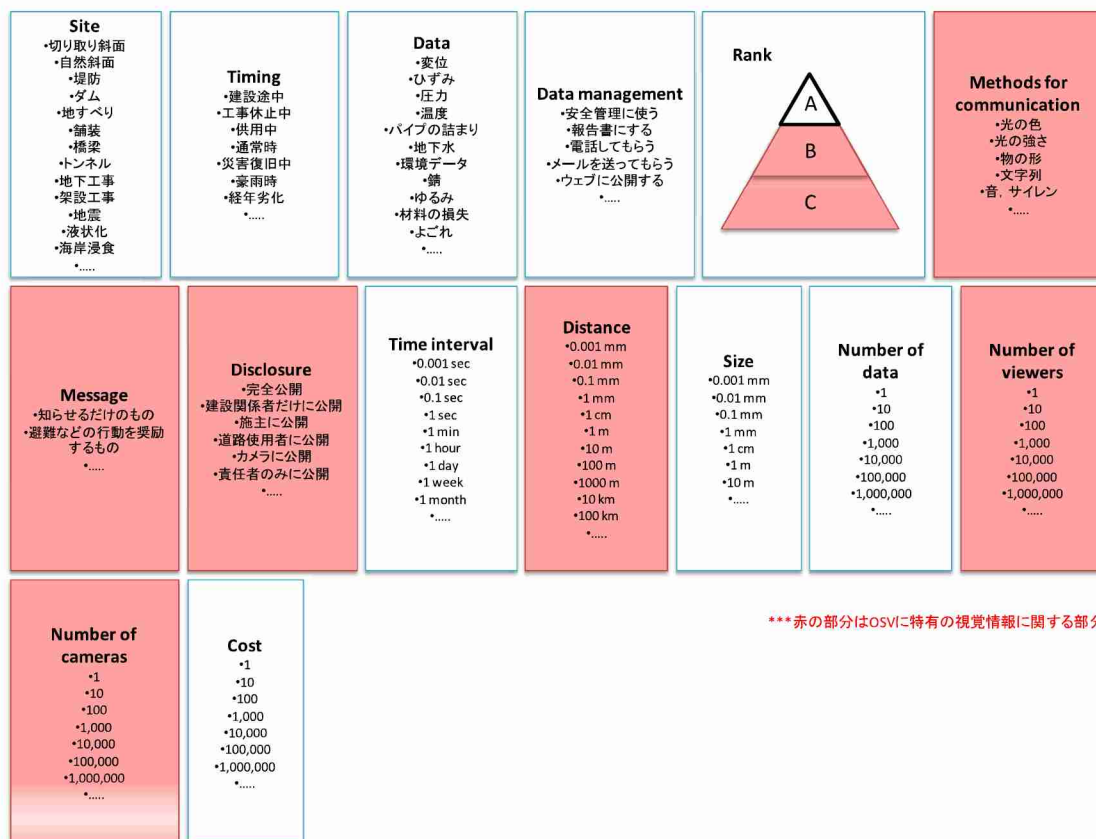 Site
•切り取り斜面
•自然斜面
•堤防
•ダム
•地すべり
•舗装
•橋梁
•トンネル
•地下工事
•架設工事
•地震
•液状化
•海岸浸食
•.....
Timing
•建設途中
•工事休止中
•供用中
•通常時
•災害復旧中
•豪雨時
•経年劣化
•.....
Data
•変位
•ひずみ
•圧力
•温度
•パイプの詰まり
•地下水
•環境データ
•錆
•ゆるみ
•材料の損失
•よごれ
•.....
Data management
•安全管理に使う
•報告書にする
•電話してもらう
•メールを送ってもらう
•ウェブに公開する
•.....
Rank
A
B
C
Methods for
communication
•光の色
•光の強さ
•物の形
•文字列
•音，サイレン
•.....
Message
•知らせるだけのもの
•避難などの行動を奨励
するもの
•.....
Disclosure
•完全公開
•建設関係者だけに公開
•施主に公開
•道路使用者に公開
•カメラに公開
•責任者のみに公開
•.....
Time interval
•0.001 sec
•0.01 sec
•0.1 sec
•1 sec
•1 min
•1 hour
•1 day
•1 week
•1 month
•.....
Distance
•0.001 mm
•0.01 mm
•0.1 mm
•1 mm
•1 cm
•1 m
•10 m
•100 m
•1000 m
•10 km
•100 km
•.....
Size
•0.001 mm
•0.01 mm
•0.1 mm
•1 mm
•1 cm
•1 m
•10 m
•.....
Number of
data
•1
•10
•100
•1,000
•10,000
•100,000
•1,000,000
•.....
Number of
viewers
•1
•10
•100
•1,000
•10,000
•100,000
•1,000,000
•.....
Number of
cameras
•1
•10
•100
•1,000
•10,000
•100,000
•1,000,000
•.....
Cost
•1
•10
•100
•1,000
•10,000
•100,000
•1,000,000
•.....
***赤の部分はOSVに特有の視覚情報に関する部分